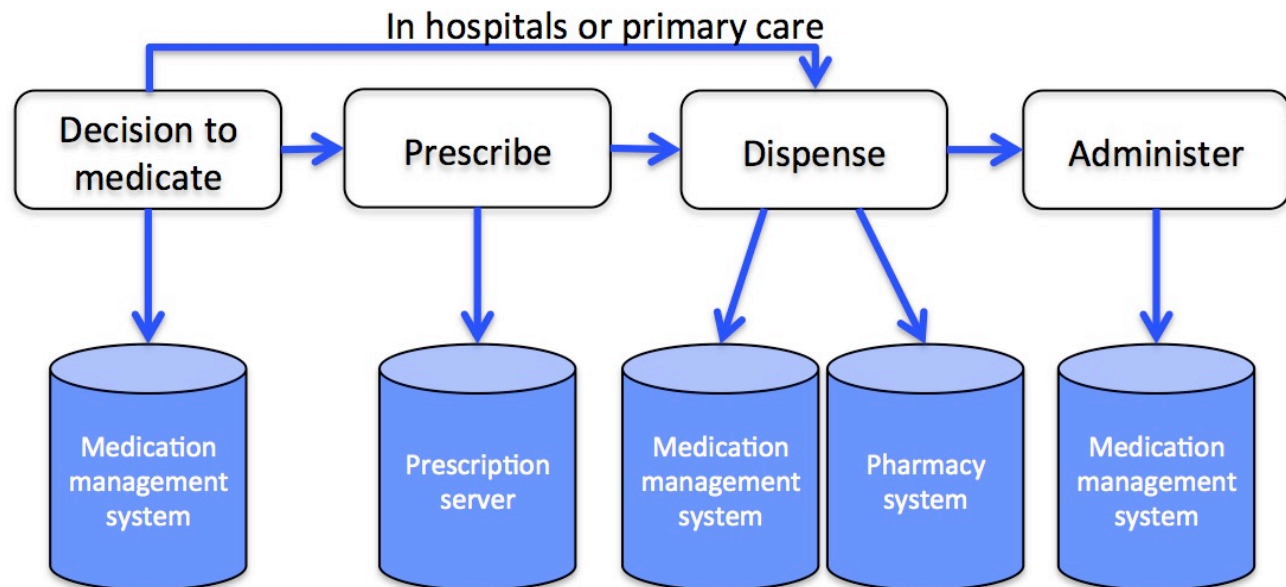 In hospitals or primary care
Decision to
medicate
Prescribe
Dispense
Administer
Medication
management
system
Prescription
server
Medication
management
system
Pharmacy
system
Medication
management
system